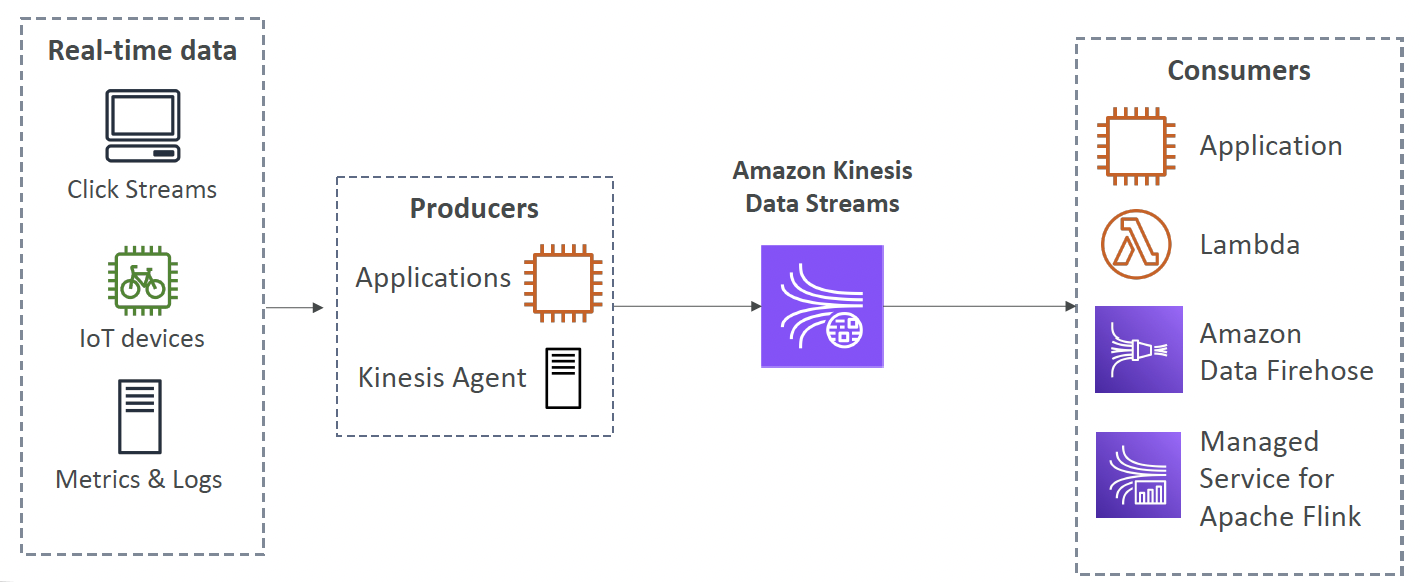 Real-time data
Click Streams
IoT devices
Metrics & Logs
Producers
Applications
Kinesis Agent
Amazon Kinesis
Data Streams
Consumers
Application
Lambda
Amazon
Data Firehose
Managed
Service for
Apache Flink